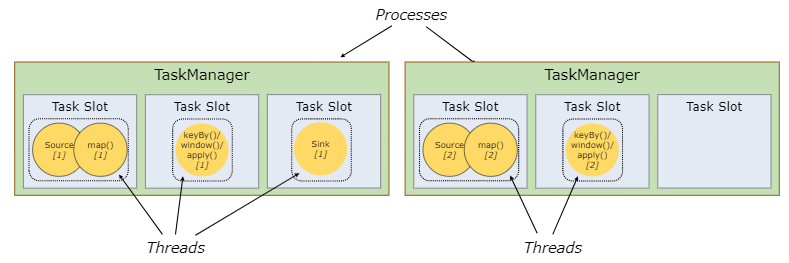 Processes
TaskManager
Task Slot
Source
[1]
map()
[1]
Task Slot
keyBy()/
window()/
apply()
[1]
Task Slot
Sink
[1]
Threads
TaskManager
Task Slot
Source
[2]
map()
[2]
Task Slot
keyBy()/
window()/
apply()
[2]
Task Slot
Threads